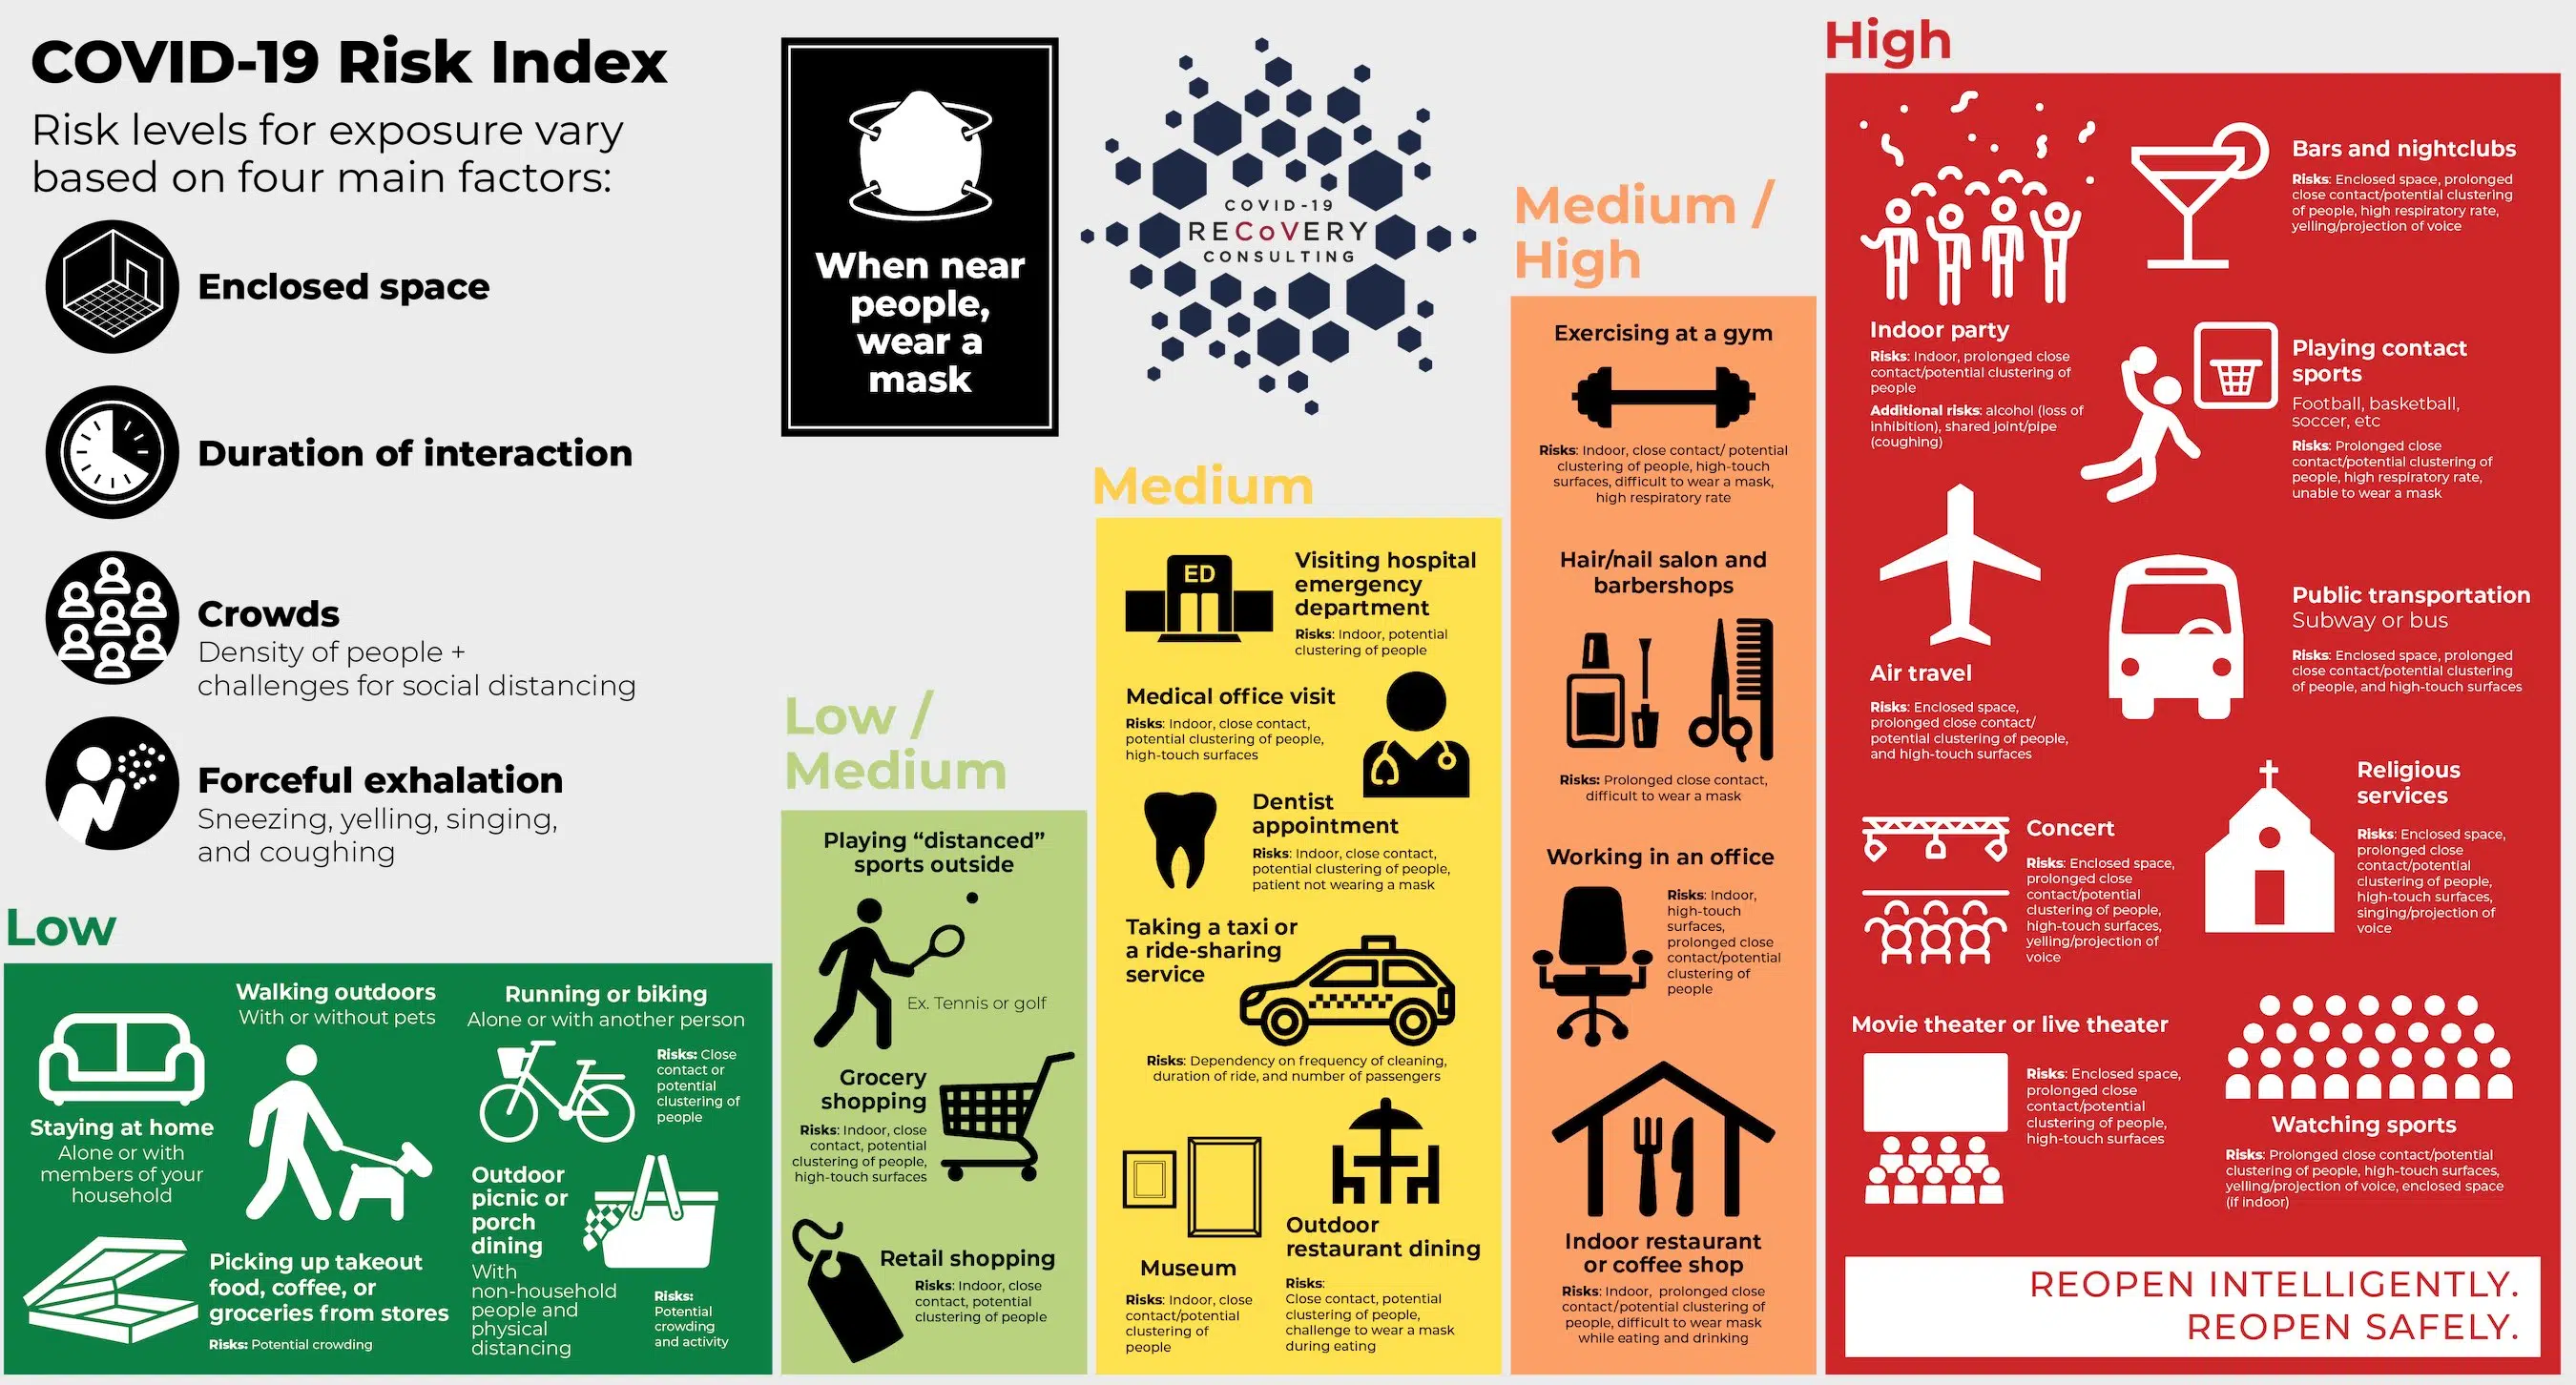 COVID-19 Risk Index
Risk levels for exposure vary
based on four main factors:
Enclosed space
Duration of interaction
Crowds
Density of people +
challenges for social distancing
Forceful exhalation
Sneezing, yelling, singing,
and coughing
When near
people,
wear a
mask
COVID-19
RECoVERY
CONSULTING
Low
Staying at home
Alone or with
members of your
household
Walking outdoors
With or without pets
Running or biking
Alone or with another person
Risks: Close
contact or
potential
clustering of
people
Picking up takeout
food, coffee, or
groceries from stores
Risks: Potential crowding
Outdoor
picnic or
porch
dining
With
non-household
people and
physical
distancing
Risks:
Potential
crowding
and activity
Low /
Medium
Playing “distanced”
sports outside
Ex. Tennis or golf
Grocery
shopping
Risks: Indoor, close
contact, potential
clustering of people,
high-touch surfaces
Retail shopping
Risks: Indoor, close
contact, potential
clustering of people
Medium
ED
Visiting hospital
emergency
department
Risks: Indoor, potential
clustering of people
Medical office visit
Risks: Indoor, close contact,
potential clustering of people,
high-touch surfaces
Dentist
appointment
Risks: Indoor, close contact,
potential clustering of people,
patient not wearing a mask
Taking a taxi or
a ride-sharing
service
Risks: Dependency on frequency of cleaning,
duration of ride, and number of passengers
Museum
Risks: Indoor, close
contact/potential
clustering of
people
Outdoor
restaurant dining
Risks:
Close contact, potential
clustering of people,
challenge to wear a mask
during eating
Medium /
High
Exercising at a gym
Risks: Indoor, close contact/ potential
clustering of people, high-touch
surfaces, difficult to wear a mask,
high respiratory rate
Hair/nail salon and
barbershops
Risks: Prolonged close contact,
difficult to wear a mask
Working in an office
Risks: Indoor,
high-touch
surfaces,
prolonged close
contact/potential
clustering of
people
Indoor restaurant
or coffee shop
Risks: Indoor, prolonged close
contact/potential clustering of
people, difficult to wear mask
while eating and drinking
High
Indoor party
Risks: Indoor, prolonged close
contact/potential clustering of
people
Additional risks: alcohol (loss of
inhibition), shared joint/pipe
(coughing)
Bars and nightclubs
Risks: Enclosed space, prolonged
close contact/potential clustering
of people, high respiratory rate,
yelling/projection of voice
Playing contact
sports
Football, basketball,
soccer, etc
Risks: Prolonged close
contact/potential clustering of
people, high respiratory rate,
unable to wear a mask
Air travel
Risks: Enclosed space,
prolonged close contact/
potential clustering of people,
and high-touch surfaces
Public transportation
Subway or bus
Risks: Enclosed space, prolonged
close contact/potential clustering
of people, and high-touch surfaces
Concert
Risks: Enclosed space,
prolonged close
contact/potential
clustering of people,
high-touch surfaces,
yelling/projection of
voice
Religious
services
Risks: Enclosed space,
prolonged close
contact/potential
clustering of people,
high-touch surfaces,
singing/projection of
voice
Movie theater or live theater
Risks: Enclosed space,
prolonged close
contact/potential
clustering of people,
high-touch surfaces
Watching sports
Risks: Prolonged close contact/potential
clustering of people, high-touch surfaces,
yelling/projection of voice, enclosed space
(if indoor)
REOPEN INTELLIGENTLY.
REOPEN SAFELY.